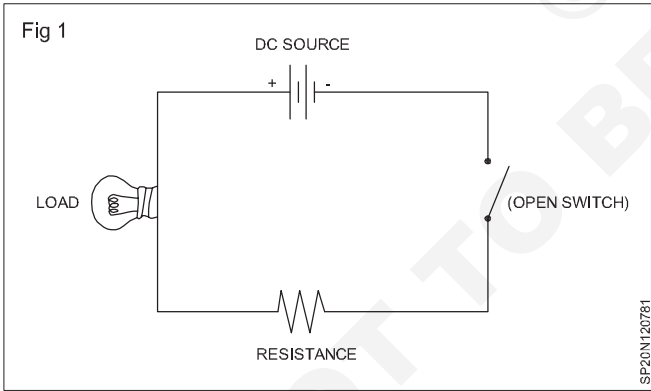 Fig 1
DC SOURCE
+ -
LOAD
(OPEN SWITCH)
RESISTANCE
SP20N120781